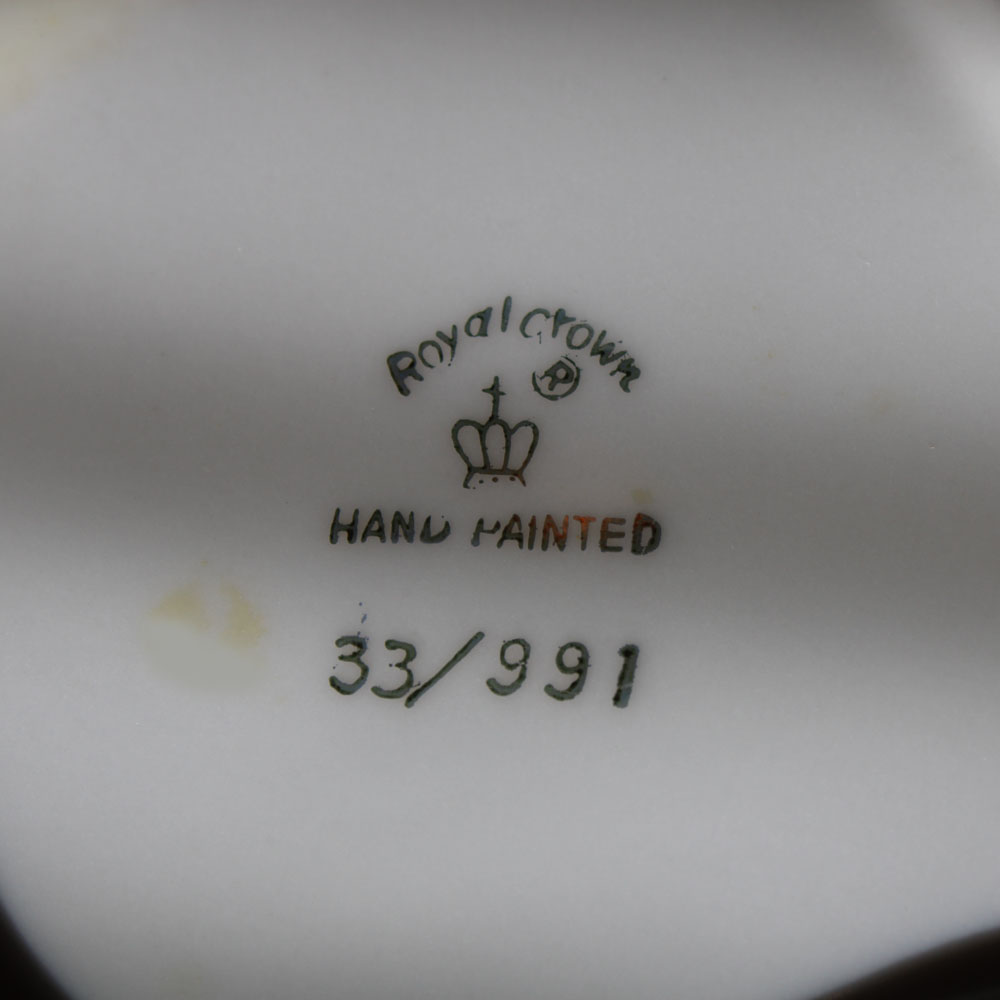 Royal Crown
®
HAND PAINTED
33/991